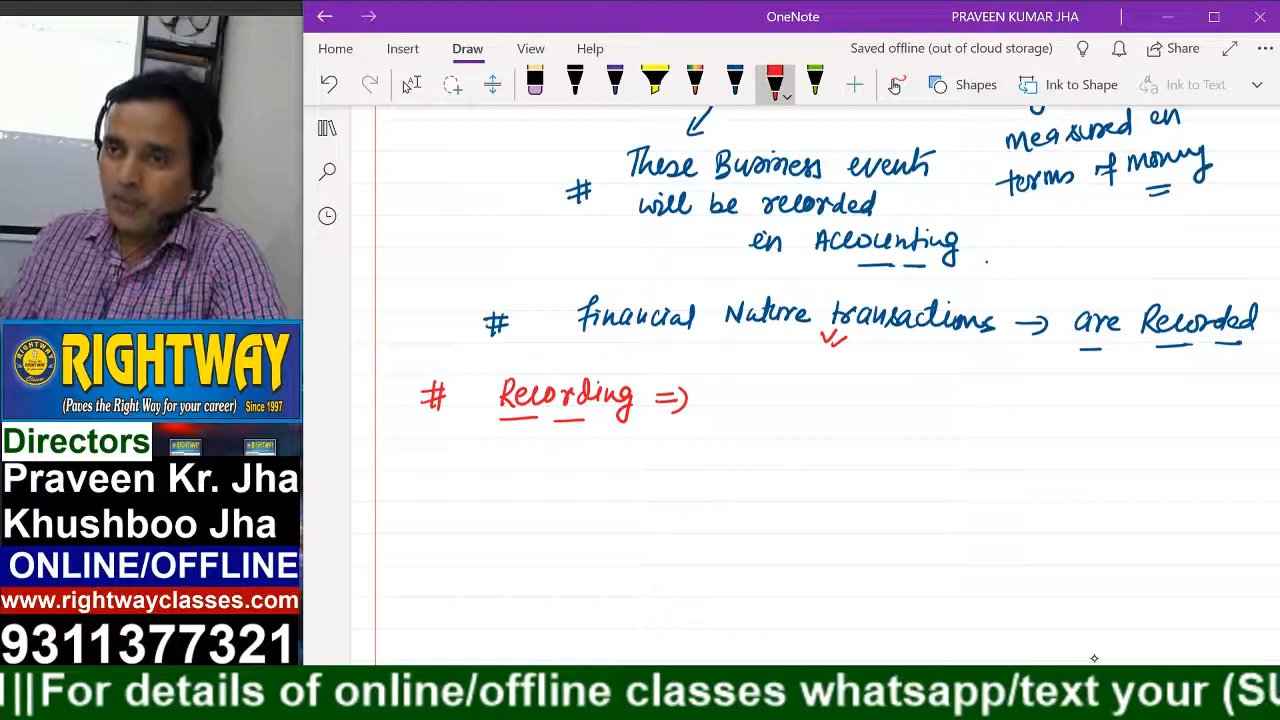 OneNote
PRAVEEN KUMAR JHA
Home Insert Draw View Help
Saved offline (out of cloud storage)
Share
Shapes
Ink to Shape
Ink to Text
measured in
terms of money
# These Business events
will be recorded
in Accounting
# financial Nature transactions → are Recorded
# Recording =>
RIGHTWAY
(Paves the Right Way for your career) Since 1997
Directors
Praveen Kr. Jha
Khushboo Jha
ONLINE/OFFLINE
www.rightwayclasses.com
9311377321
||For details of online/offline classes whatsapp/text your (SU